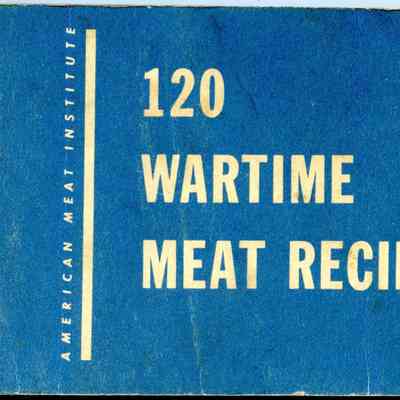 AMERICAN MEAT INSTITUTE
120
WARTIME
MEAT RECI